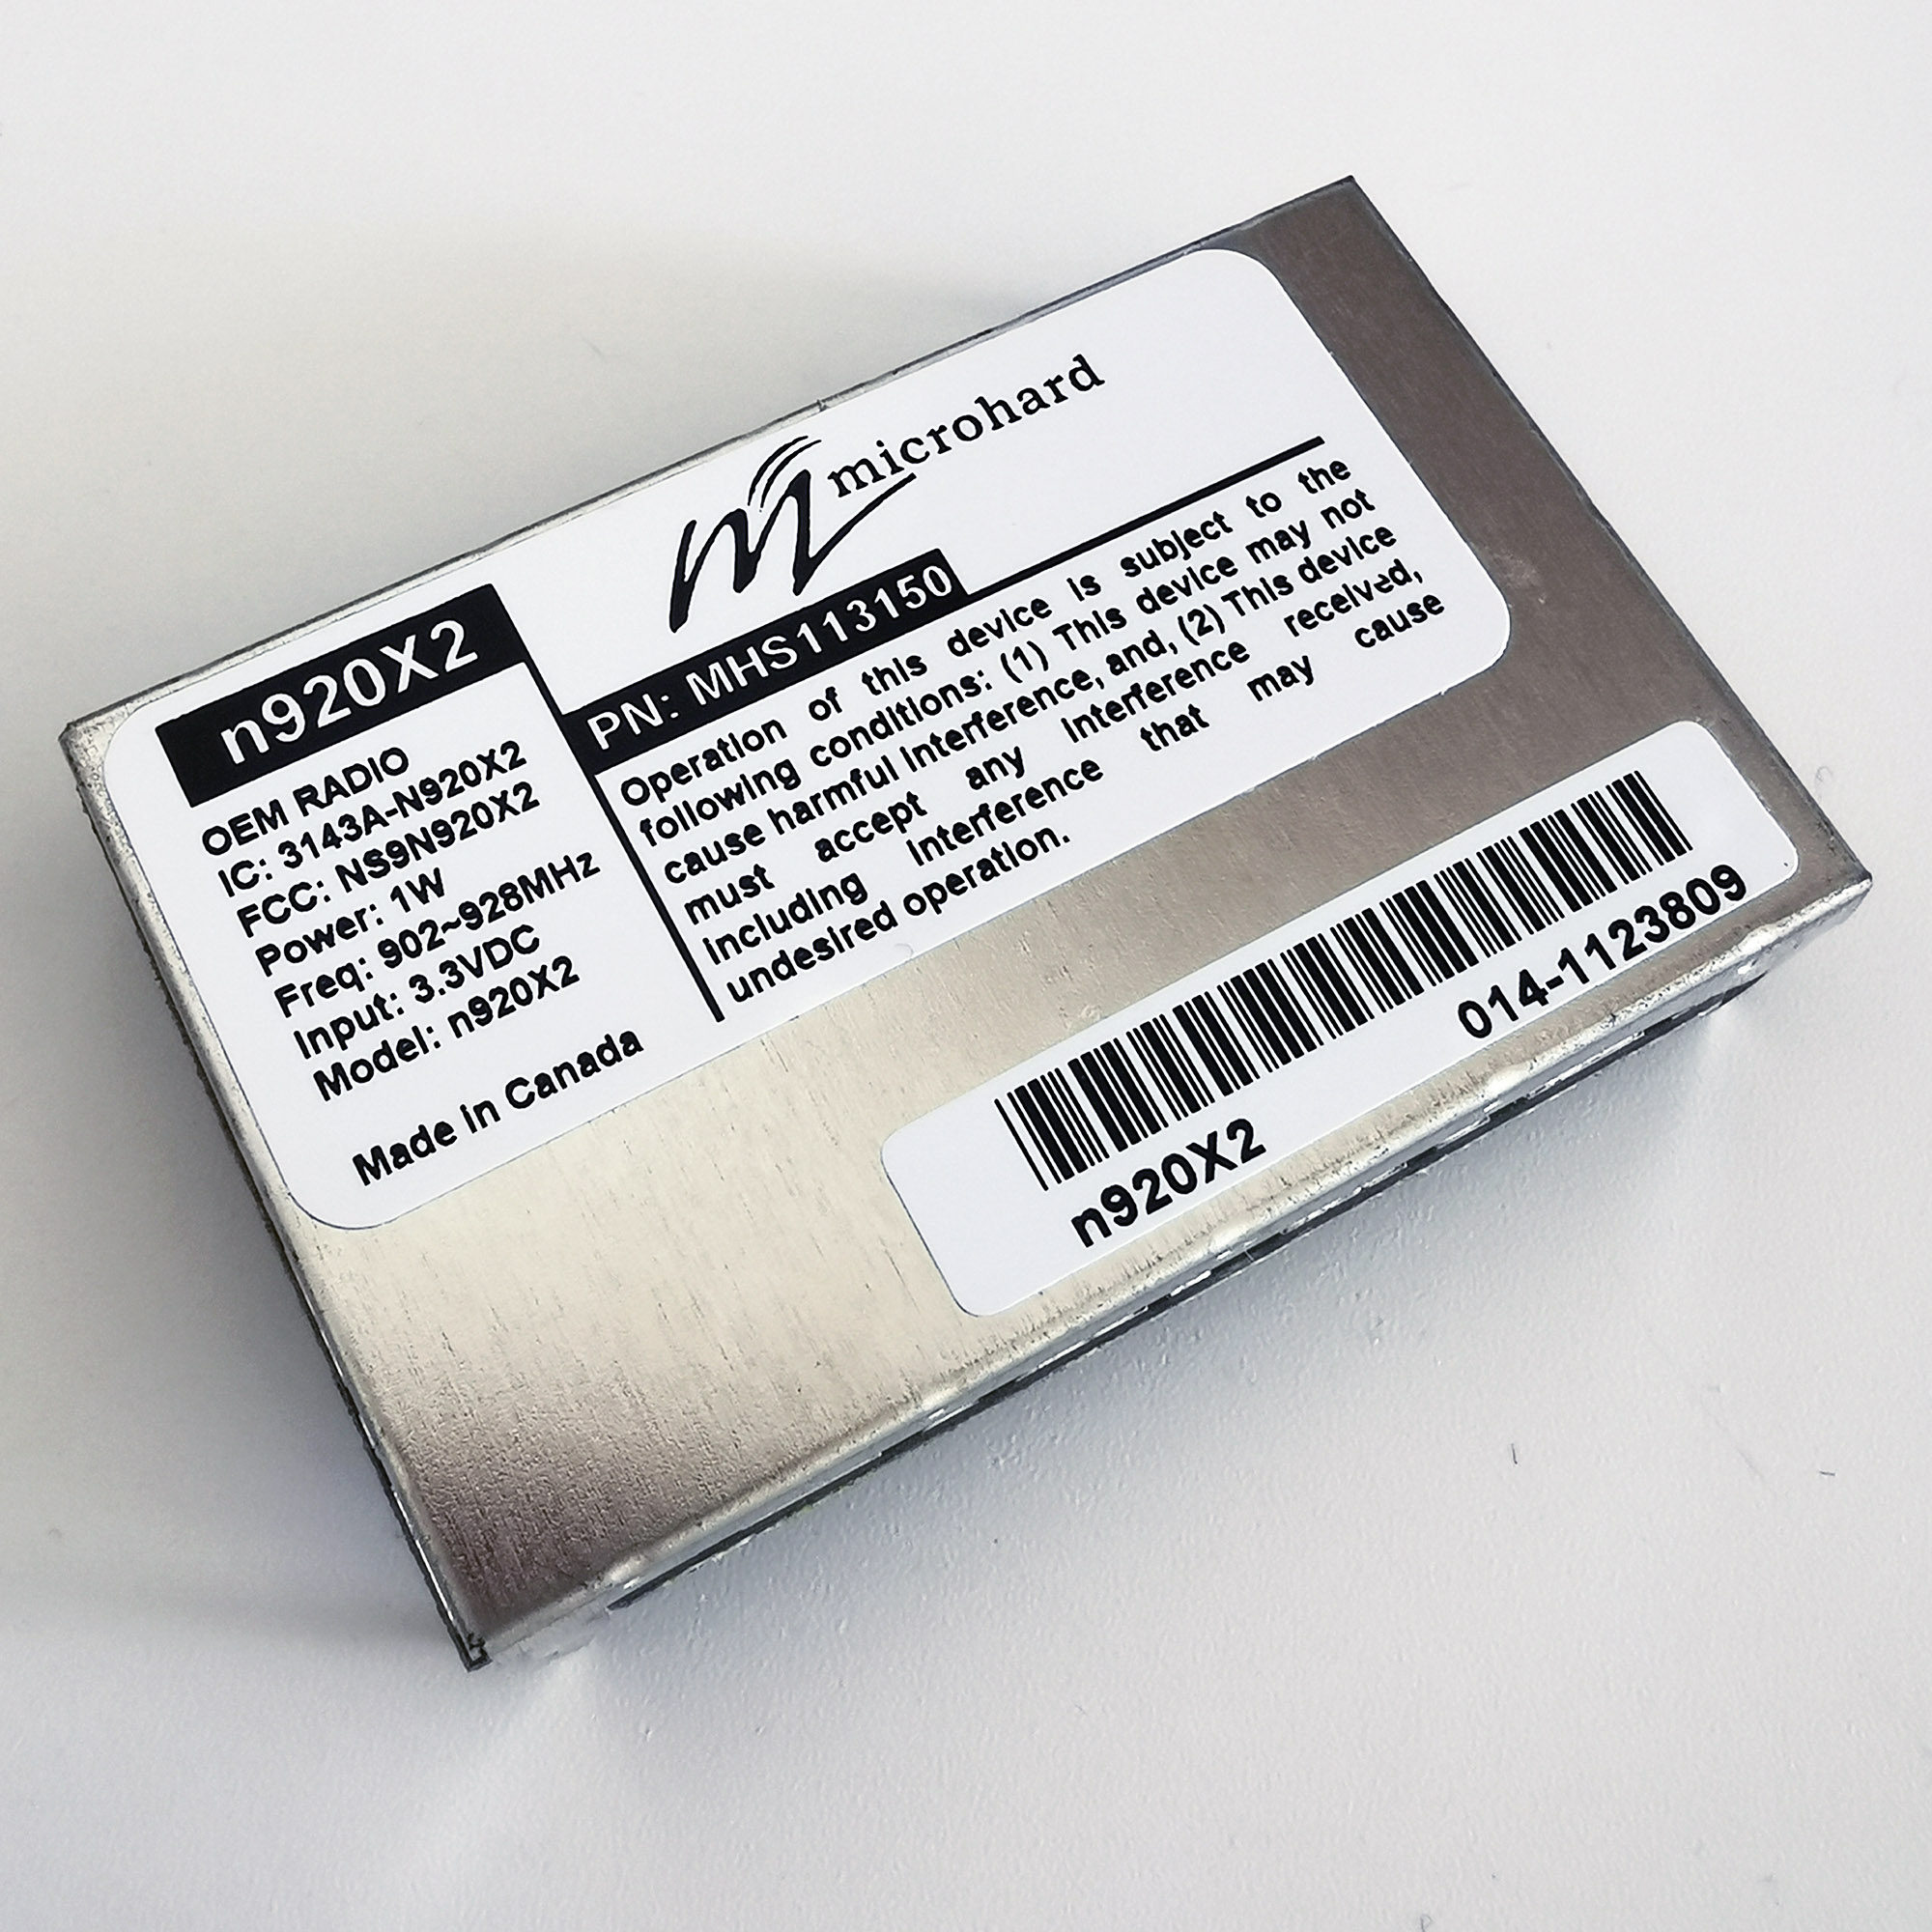 n920X2
OEM RADIO
IC: 3143A-N920X2
FCC: NS9N920X2
Power: 1W
Freq: 902~928MHz
Input: 3.3VDC
Model: n920X2
Made in Canada
microhard
PN: MHS113150
Operation of this device is subject to the
following conditions: (1) This device may not
cause harmful interference, and, (2) This device
must accept any interference received,
including interference that may cause
undesired operation.
014-1123809
n920X2